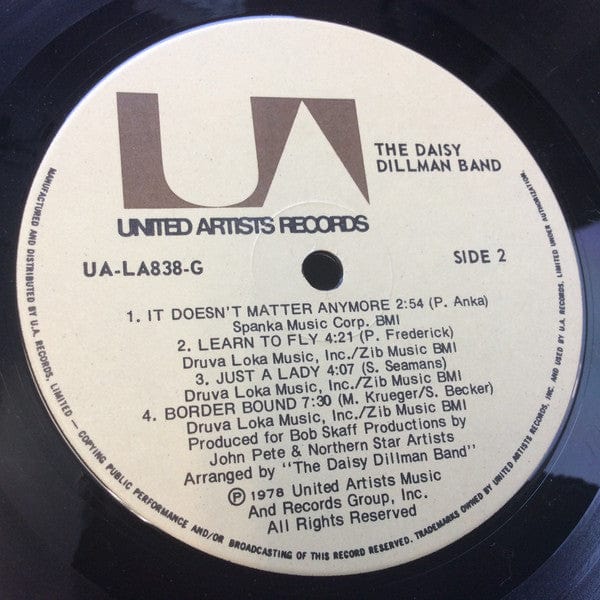 UA
THE DAISY
DILLMAN BAND
UNITED ARTISTS RECORDS
UA-LA838-G
SIDE 2
1. IT DOESN'T MATTER ANYMORE 2:54 (P. Anka)
Spanka Music Corp. BMI
2. LEARN TO FLY 4:21 (P. Frederick)
Druva Loka Music, Inc./Zib Music BMI
3. JUST A LADY 4:07 (S. Seamans)
Druva Loka Music, Inc./Zib Music BMI
4. BORDER BOUND 7:30 (M. Krueger/S. Becker)
Druva Loka Music, Inc./Zib Music BMI
Produced for Bob Skaff Productions by
John Pete & Northern Star Artists
Arranged by "The Daisy Dillman Band"
℗ 1978 United Artists Music
And Records Group, Inc.
All Rights Reserved
MANUFACTURED AND DISTRIBUTED BY U.A. RECORDS, LIMITED — COPYING PUBLIC PERFORMANCE AND/OR BROADCASTING OF THIS RECORD RESERVED. TRADEMARKS OWNED BY UNITED ARTISTS RECORDS, INC. AND USED BY U.A. RECORDS, LIMITED UNDER AUTHORIZATION.